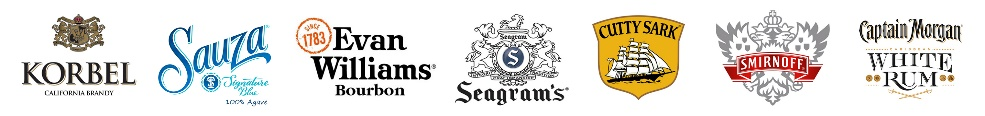 KORBEL
CALIFORNIA BRANDY
Sauza
Signature
Blue
100% Agave
SINCE
1783
Evan
Williams
Bourbon
Seagram
S
Seagram's
CUTTY SARK
SMIRNOFF
Captain Morgan
CARIBBEAN
WHITE
RUM